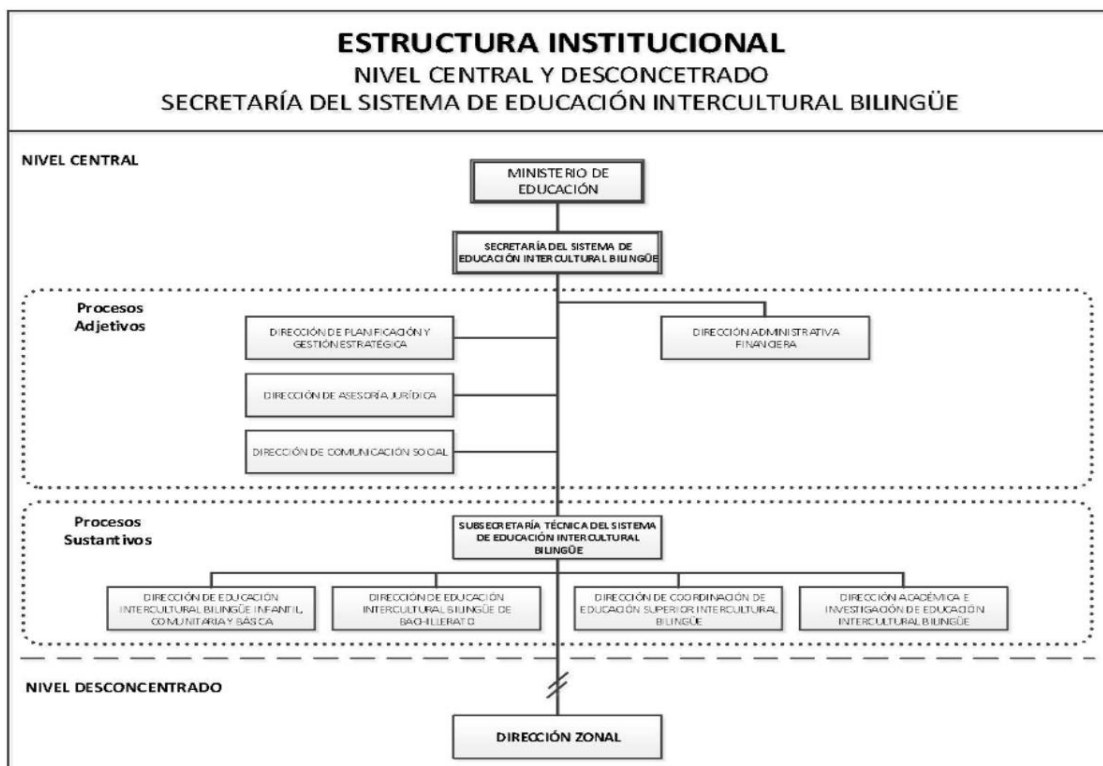 ESTRUCTURA INSTITUCIONAL
NIVEL CENTRAL Y DESCONCETRADO
SECRETARÍA DEL SISTEMA DE EDUCACIÓN INTERCULTURAL BILINGÜE
NIVEL CENTRAL
MINISTERIO DE
EDUCACIÓN
SECRETARÍA DEL SISTEMA DE
EDUCACIÓN INTERCULTURAL BILINGÜE
Procesos
Adjetivos
DIRECCIÓN DE PLANIFICACIÓN Y
GESTIÓN ESTRATÉGICA
DIRECCIÓN ADMINISTRATIVA
FINANCIERA
DIRECCIÓN DE ASESORÍA JURÍDICA
DIRECCIÓN DE COMUNICACIÓN SOCIAL
Procesos
Sustantivos
SUBSECRETARÍA TÉCNICA DEL SISTEMA
DE EDUCACIÓN INTERCULTURAL
BILINGÜE
DIRECCIÓN DE EDUCACIÓN
INTERCULTURAL BILINGÜE INFANTIL,
COMUNITARIA Y BÁSICA
DIRECCIÓN DE EDUCACIÓN
INTERCULTURAL BILINGÜE DE
BACHILLERATO
DIRECCIÓN DE COORDINACIÓN DE
EDUCACIÓN SUPERIOR INTERCULTURAL
BILINGÜE
DIRECCIÓN ACADÉMICA E
INVESTIGACIÓN DE EDUCACIÓN
INTERCULTURAL BILINGÜE
NIVEL DESCONCENTRADO
DIRECCIÓN ZONAL